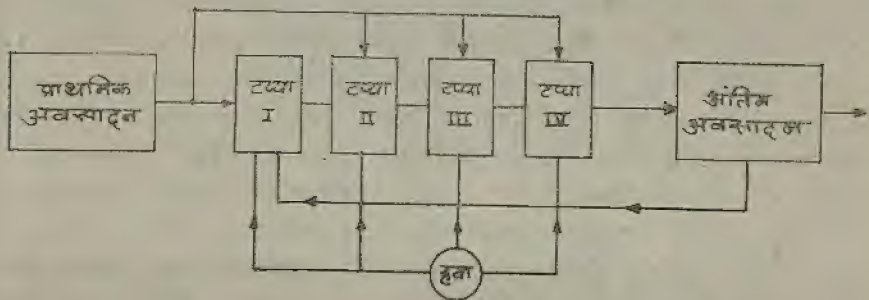 प्राथमिक
अवसादन
टप्पा
I
टप्पा
II
टप्पा
III
टप्पा
IV
अंतिम
अवसादन
हवा